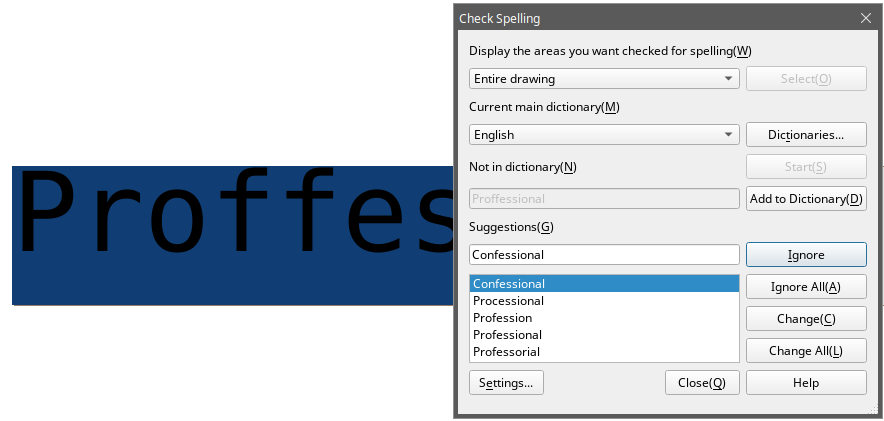 Check Spelling
Display the areas you want checked for spelling(W)
Entire drawing
Select(O)
Current main dictionary(M)
English
Dictionaries...
Not in dictionary(N)
Start(S)
Proffessional
Add to Dictionary(D)
Suggestions(G)
Confessional
Ignore
Confessional
Processional
Profession
Professional
Professorial
Ignore All(A)
Change(C)
Change All(L)
Settings...
Close(Q)
Help
Proffes